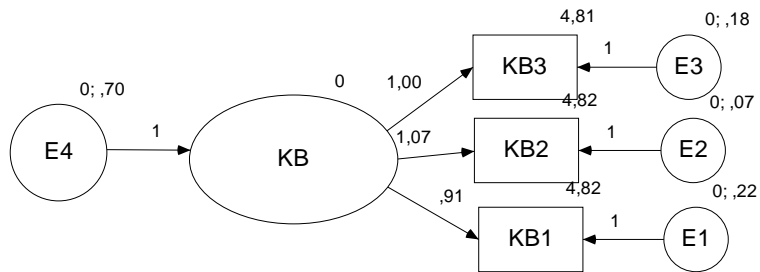 4,81
0; ,18
KB3
1
E3
1,00
0
0; ,70
E4
1
KB
4,82
0; ,07
1,07
KB2
1
E2
4,82
0; ,22
,91
KB1
1
E1